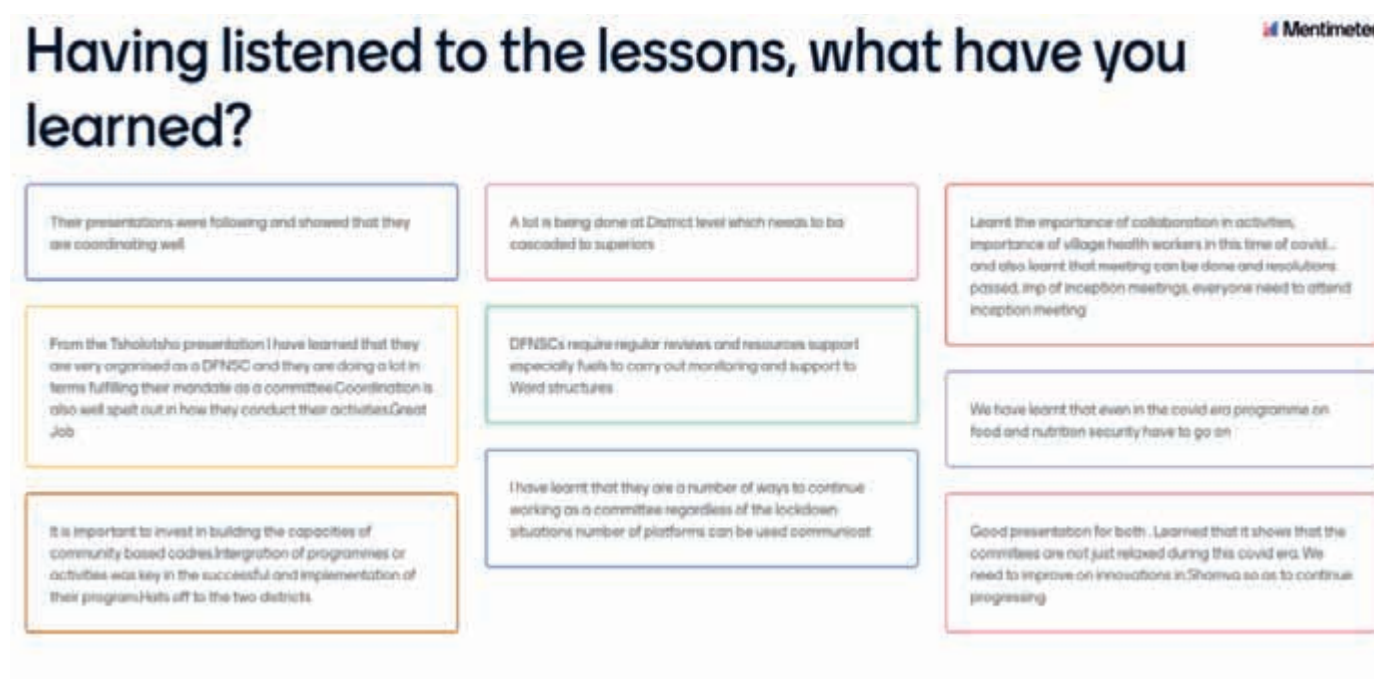 Having listened to the lessons, what have you
learned?
Mentimeter
Their presentations were following and showed that they
are coordinating well
From the Tsholotsho presentation I have learned that they
are very organised as a DFNSC and they are doing a lot in
terms fulfilling their mandate as a committee.Coordination is
also well spelt out in how they conduct their activities.Great
Job
It is important to invest in building the capacities of
community based cadres.Intergration of programmes or
activities was key in the successful and implementation of
their program.Hats off to the two districts
A lot is being done at District level which needs to be
cascaded to superiors
DFNSCs require regular reviews and resources support
especially fuels to carry out monitoring and support to
Ward structures
I have learnt that they are a number of ways to continue
working as a committee regardless of the lockdown
situations number of platforms can be used communicat
Learnt the importance of collaboration in activities,
importance of village health workers in this time of covid...
and also learnt that meeting can be done and resolutions
passed, imp of inception meetings, everyone need to attend
inception meeting
We have learnt that even in the covid era programme on
food and nutrition security have to go on
Good presentation for both . Learned that it shows that the
commitees are not just relaxed during this covid era. We
need to improve on innovations in Shamva so as to continue
progressing